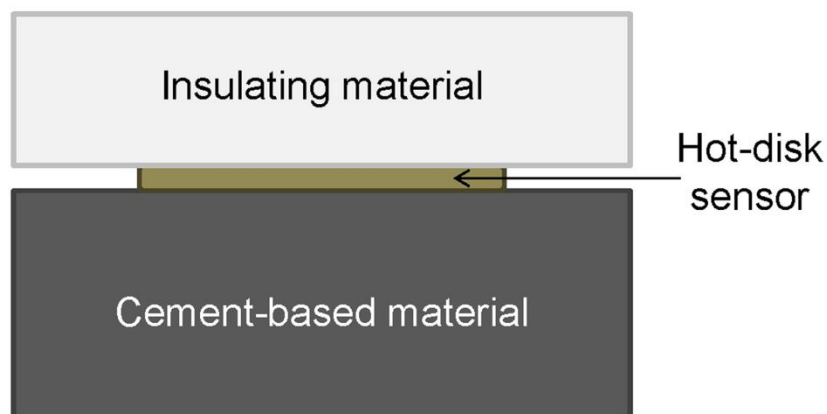 Insulating material
Hot-disk
sensor
Cement-based material